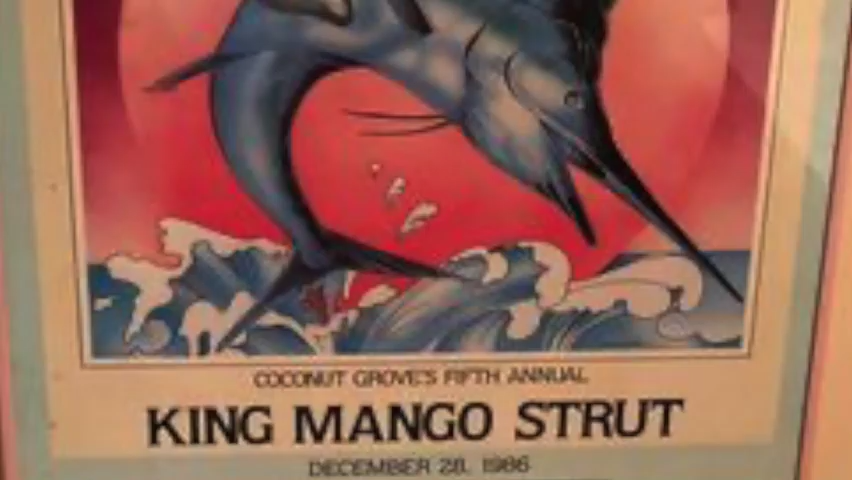 COCONUT GROVE'S FIFTH ANNUAL
KING MANGO STRUT
DECEMBER 28, 1986